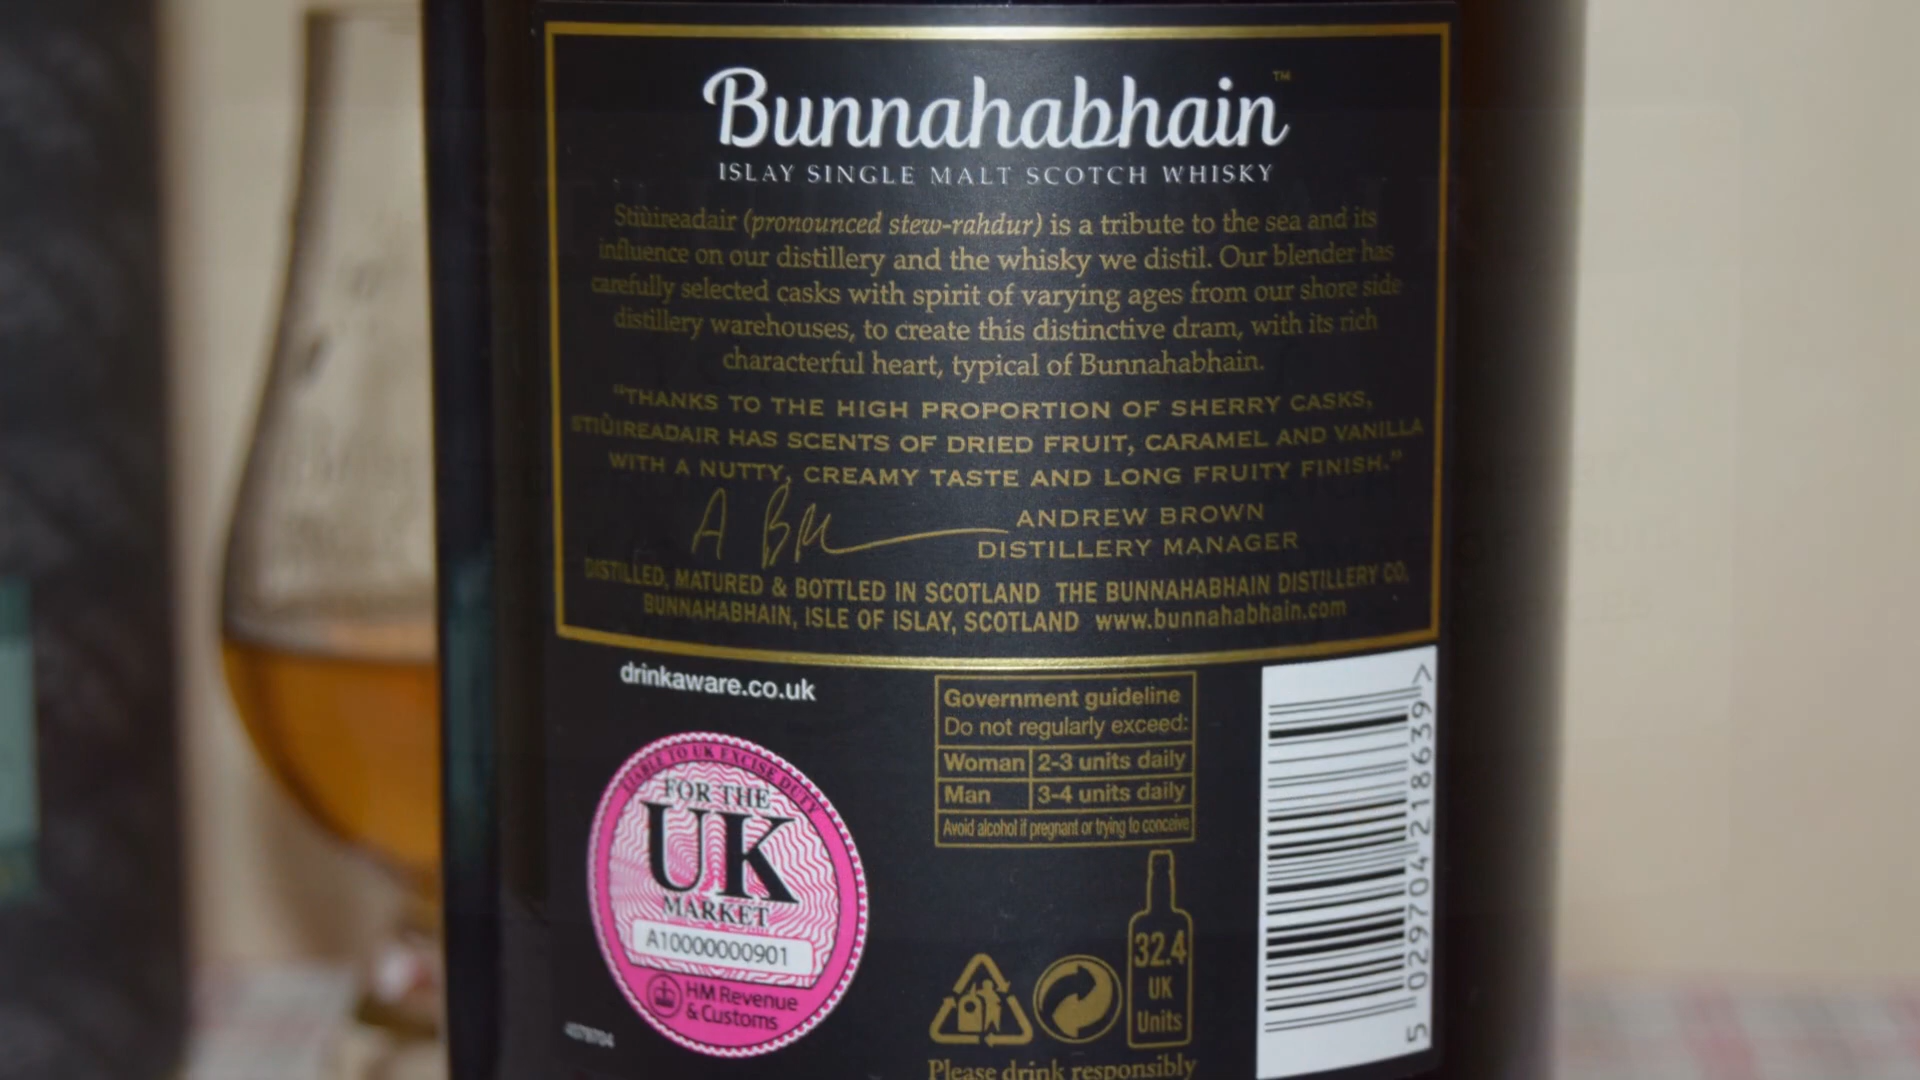 Bunnahabhain™
ISLAY SINGLE MALT SCOTCH WHISKY
Stiùireadair (pronounced stew-rahdur) is a tribute to the sea and its
influence on our distillery and the whisky we distil. Our blender has
carefully selected casks with spirit of varying ages from our shore side
distillery warehouses, to create this distinctive dram, with its rich
characterful heart, typical of Bunnahabhain.
"THANKS TO THE HIGH PROPORTION OF SHERRY CASKS,
STIÙIREADAIR HAS SCENTS OF DRIED FRUIT, CARAMEL AND VANILLA
WITH A NUTTY, CREAMY TASTE AND LONG FRUITY FINISH."
ANDREW BROWN
DISTILLERY MANAGER
DISTILLED, MATURED & BOTTLED IN SCOTLAND THE BUNNAHABHAIN DISTILLERY CO,
BUNNAHABHAIN, ISLE OF ISLAY, SCOTLAND www.bunnahabhain.com
drinkaware.co.uk
LIABLE TO UK EXCISE DUTY
FOR THE
UK
MARKET
A10000000901
HM Revenue
& Customs
Government guideline
Do not regularly exceed:
Woman 2-3 units daily
Man 3-4 units daily
Avoid alcohol if pregnant or trying to conceive
32.4
UK
Units
Please drink responsibly
5 029704 218639 >